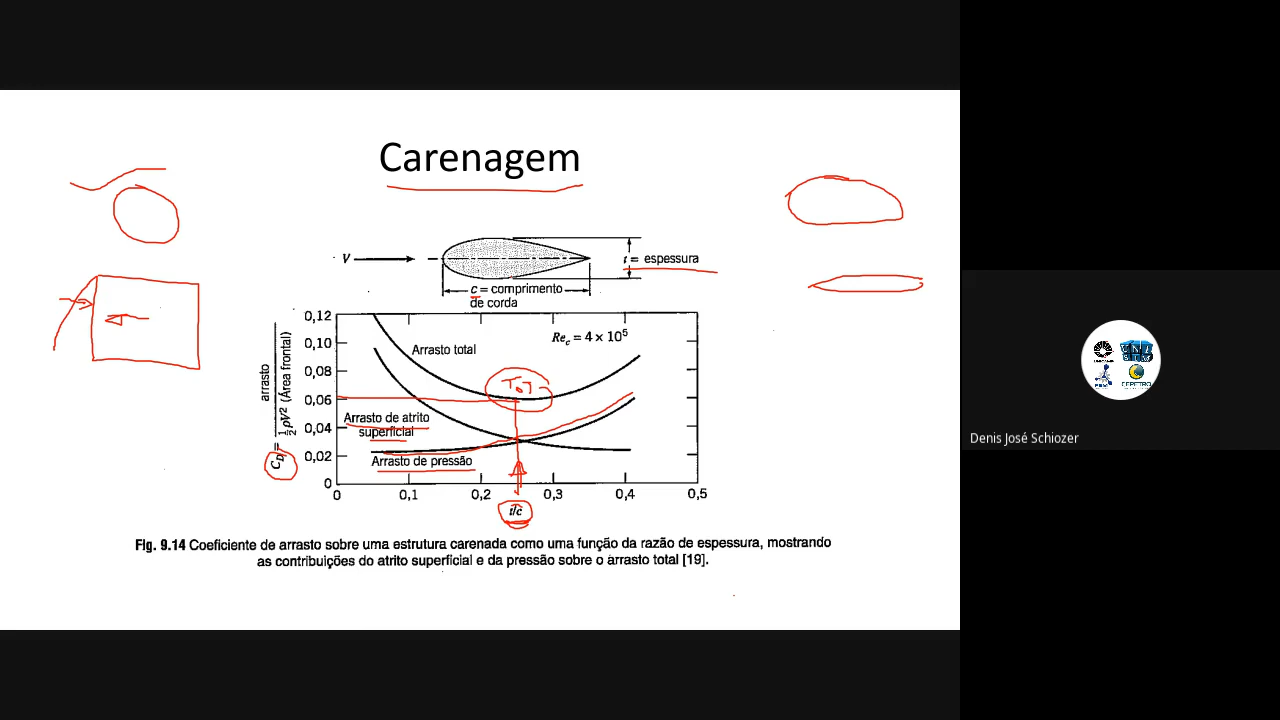 Carenagem
V
t = espessura
c = comprimento
de corda
0,12
0,10
0,08
0,06
0,04
0,02
0
C_D = arrasto / ½ρV² (Área frontal)
Re_c = 4 x 10⁵
Arrasto total
TOT
Arrasto de atrito
superficial
Arrasto de pressão
0 0,1 0,2 0,3 0,4 0,5
t/c
Fig. 9.14 Coeficiente de arrasto sobre uma estrutura carenada como uma função da razão de espessura, mostrando
as contribuições do atrito superficial e da pressão sobre o arrasto total [19].
Denis José Schiozer